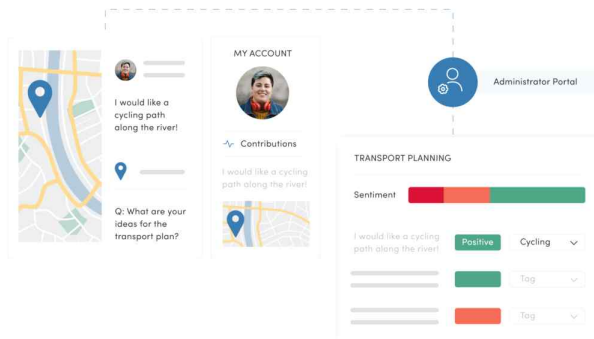 I would like a
cycling path
along the river!
Q: What are your
ideas for the
transport plan?
MY ACCOUNT
Contributions
I would like a cycling
path along the river!
Administrator Portal
TRANSPORT PLANNING
Sentiment
I would like a cycling
path along the river!
Positive
Cycling
Tag
Tag